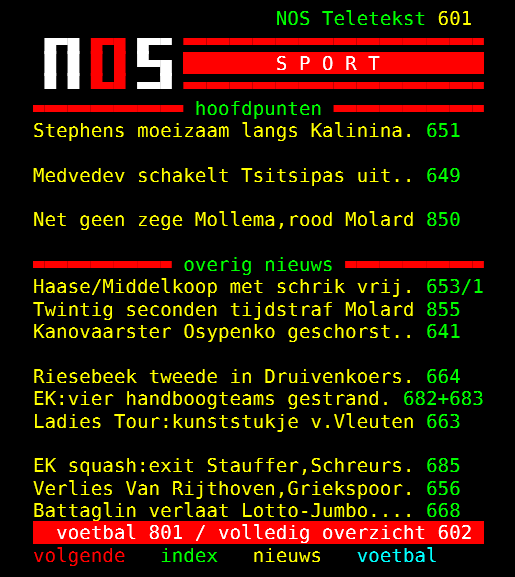 NOS Teletekst 601
NOS SPORT
hoofdpunten
Stephens moeizaam langs Kalinina. 651
Medvedev schakelt Tsitsipas uit.. 649
Net geen zege Mollema,rood Molard 850
overig nieuws
Haase/Middelkoop met schrik vrij. 653/1
Twintig seconden tijdstraf Molard 855
Kanovaarster Osypenko geschorst.. 641
Riesebeek tweede in Druivenkoers. 664
EK:vier handboogteams gestrand. 682+683
Ladies Tour:kunststukje v.Vleuten 663
EK squash:exit Stauffer,Schreurs. 685
Verlies Van Rijthoven,Griekspoor. 656
Battaglin verlaat Lotto-Jumbo.... 668
voetbal 801 / volledig overzicht 602
volgende index nieuws voetbal